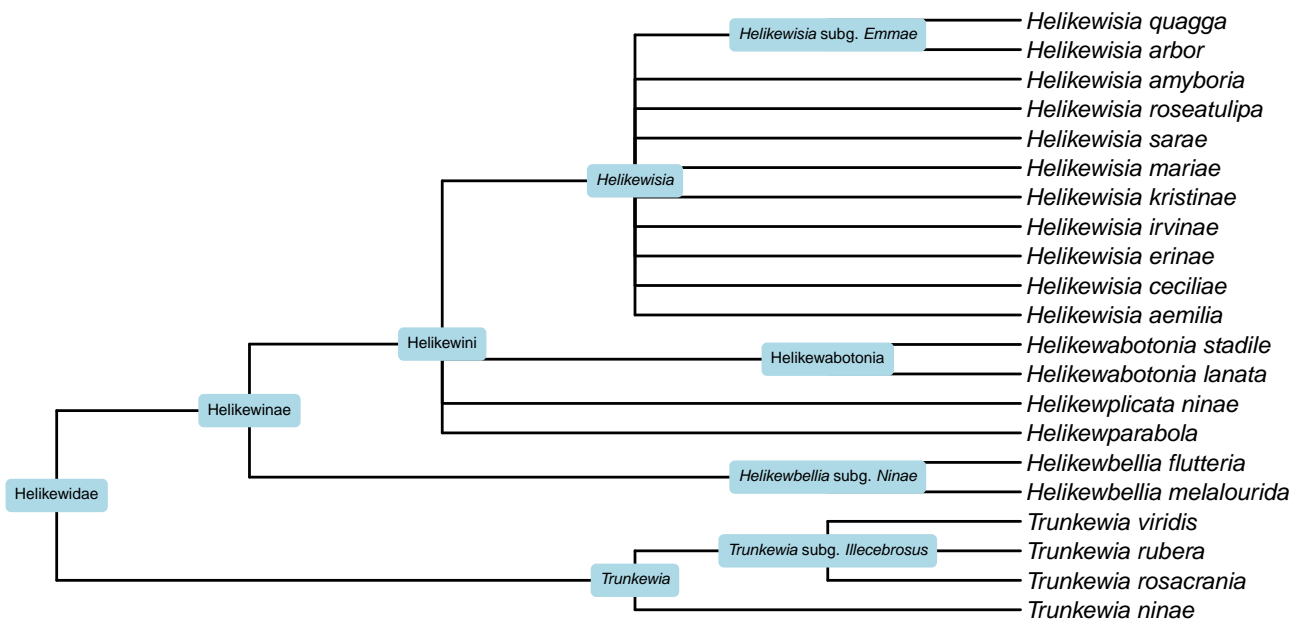 Helikewisia quagga
Helikewisia subg. Emmae
Helikewisia arbor
Helikewisia amyboria
Helikewisia roseatulipa
Helikewisia sarae
Helikewisia mariae
Helikewisia
Helikewisia kristinae
Helikewisia irvinae
Helikewisia erinae
Helikewisia ceciliae
Helikewisia aemilia
Helikewini
Helikewabotonia stadile
Helikewabotonia
Helikewabotonia lanata
Helikewplicata ninae
Helikewinae
Helikewparabola
Helikewbellia flutteria
Helikewbellia subg. Ninae
Helikewbellia melalourida
Helikewidae
Trunkewia viridis
Trunkewia subg. Illecebrosus
Trunkewia rubera
Trunkewia
Trunkewia rosacrania
Trunkewia ninae